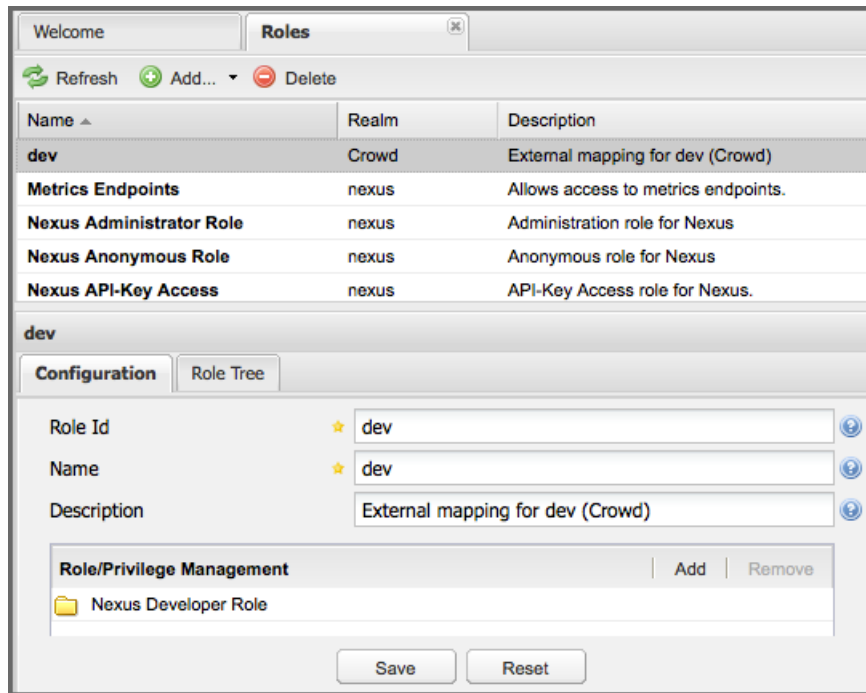 Welcome Roles
Refresh Add... Delete
Name Realm Description
dev Crowd External mapping for dev (Crowd)
Metrics Endpoints nexus Allows access to metrics endpoints.
Nexus Administrator Role nexus Administration role for Nexus
Nexus Anonymous Role nexus Anonymous role for Nexus
Nexus API-Key Access nexus API-Key Access role for Nexus.
dev
Configuration Role Tree
Role Id dev
Name dev
Description External mapping for dev (Crowd)
Role/Privilege Management Add Remove
Nexus Developer Role
Save Reset